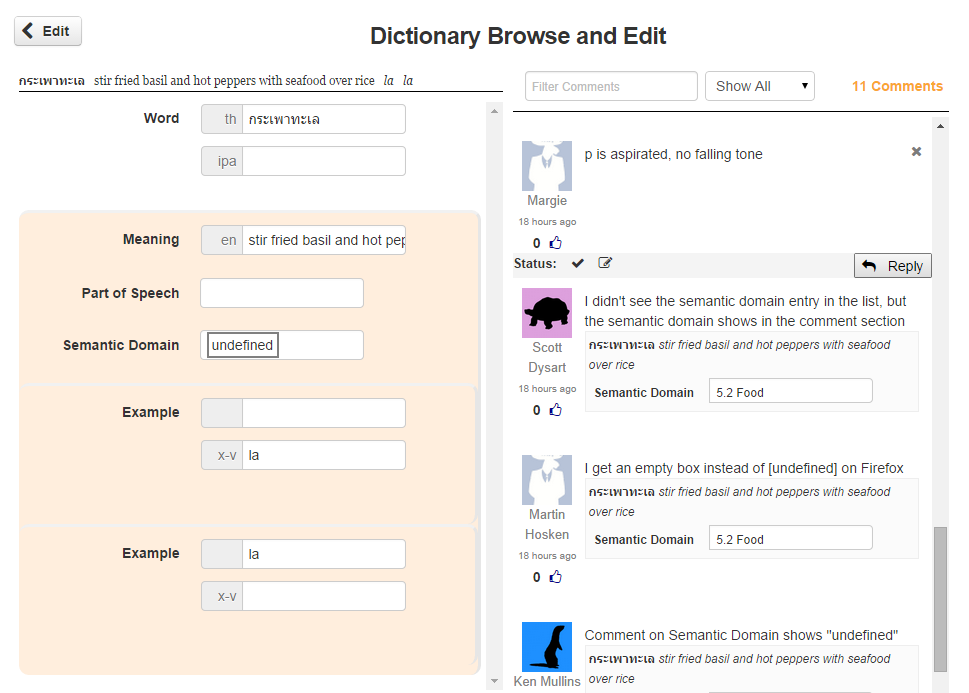 Edit
Dictionary Browse and Edit
กระเพาทะเล stir fried basil and hot peppers with seafood over rice la la
Filter Comments
Show All
11 Comments
Word
th
กระเพาทะเล
ipa
Meaning
en
stir fried basil and hot pep
Part of Speech
Semantic Domain
undefined
Example
x-v
la
Example
la
x-v
p is aspirated, no falling tone
Margie
18 hours ago
0
Status:
Reply
I didn't see the semantic domain entry in the list, but
the semantic domain shows in the comment section
กระเพาทะเล stir fried basil and hot peppers with seafood
over rice
Semantic Domain
5.2 Food
Scott
Dysart
18 hours ago
0
I get an empty box instead of [undefined] on Firefox
กระเพาทะเล stir fried basil and hot peppers with seafood
over rice
Semantic Domain
5.2 Food
Martin
Hosken
18 hours ago
0
Comment on Semantic Domain shows "undefined"
กระเพาทะเล stir fried basil and hot peppers with seafood
over rice
Ken Mullins